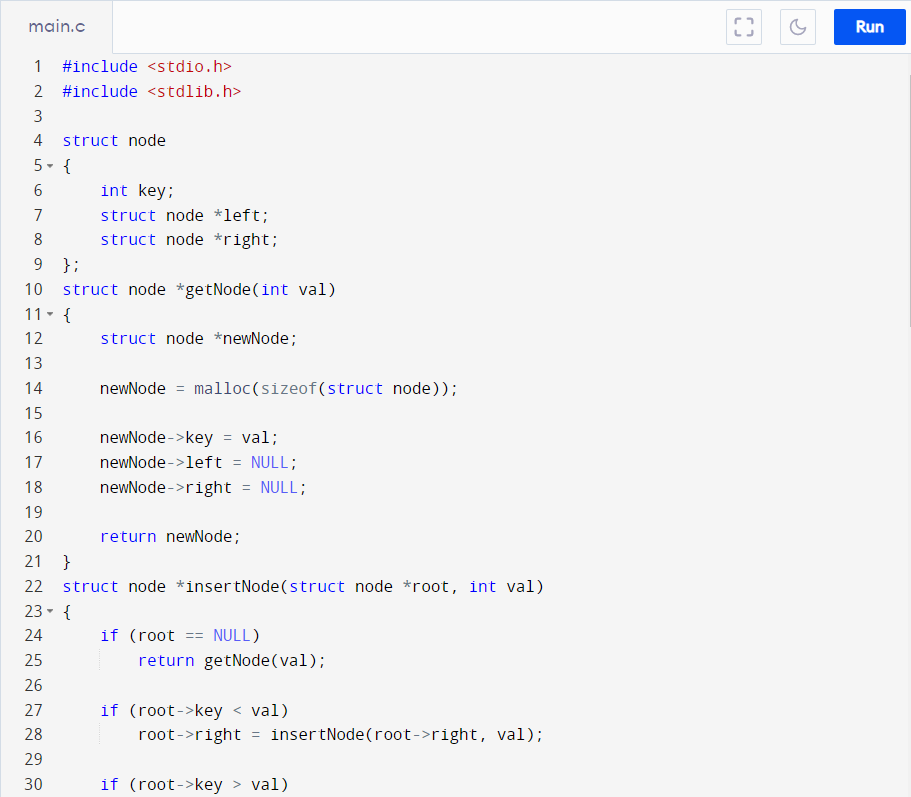 main.c
Run
1 #include <stdio.h>
2 #include <stdlib.h>
3
4 struct node
5 {
6     int key;
7     struct node *left;
8     struct node *right;
9 };
10 struct node *getNode(int val)
11 {
12     struct node *newNode;
13
14     newNode = malloc(sizeof(struct node));
15
16     newNode->key = val;
17     newNode->left = NULL;
18     newNode->right = NULL;
19
20     return newNode;
21 }
22 struct node *insertNode(struct node *root, int val)
23 {
24     if (root == NULL)
25         return getNode(val);
26
27     if (root->key < val)
28         root->right = insertNode(root->right, val);
29
30     if (root->key > val)